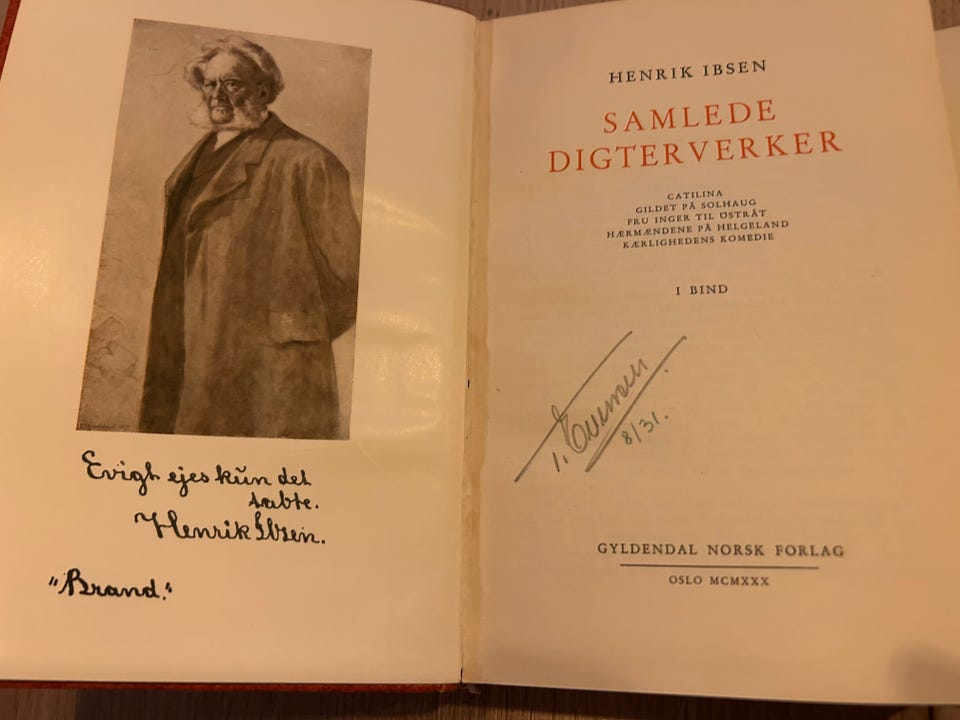 Evigt ejes kun det
tabte.
Henrik Ibsen.
"Brand."
HENRIK IBSEN
SAMLEDE
DIGTERVERKER
CATILINA
GILDET PÅ SOLHAUG
FRU INGER TIL ØSTRÅT
HÆRMÆNDENE PÅ HELGELAND
KÆRLIGHEDENS KOMEDIE
I BIND
8/31.
GYLDENDAL NORSK FORLAG
OSLO MCMXXX